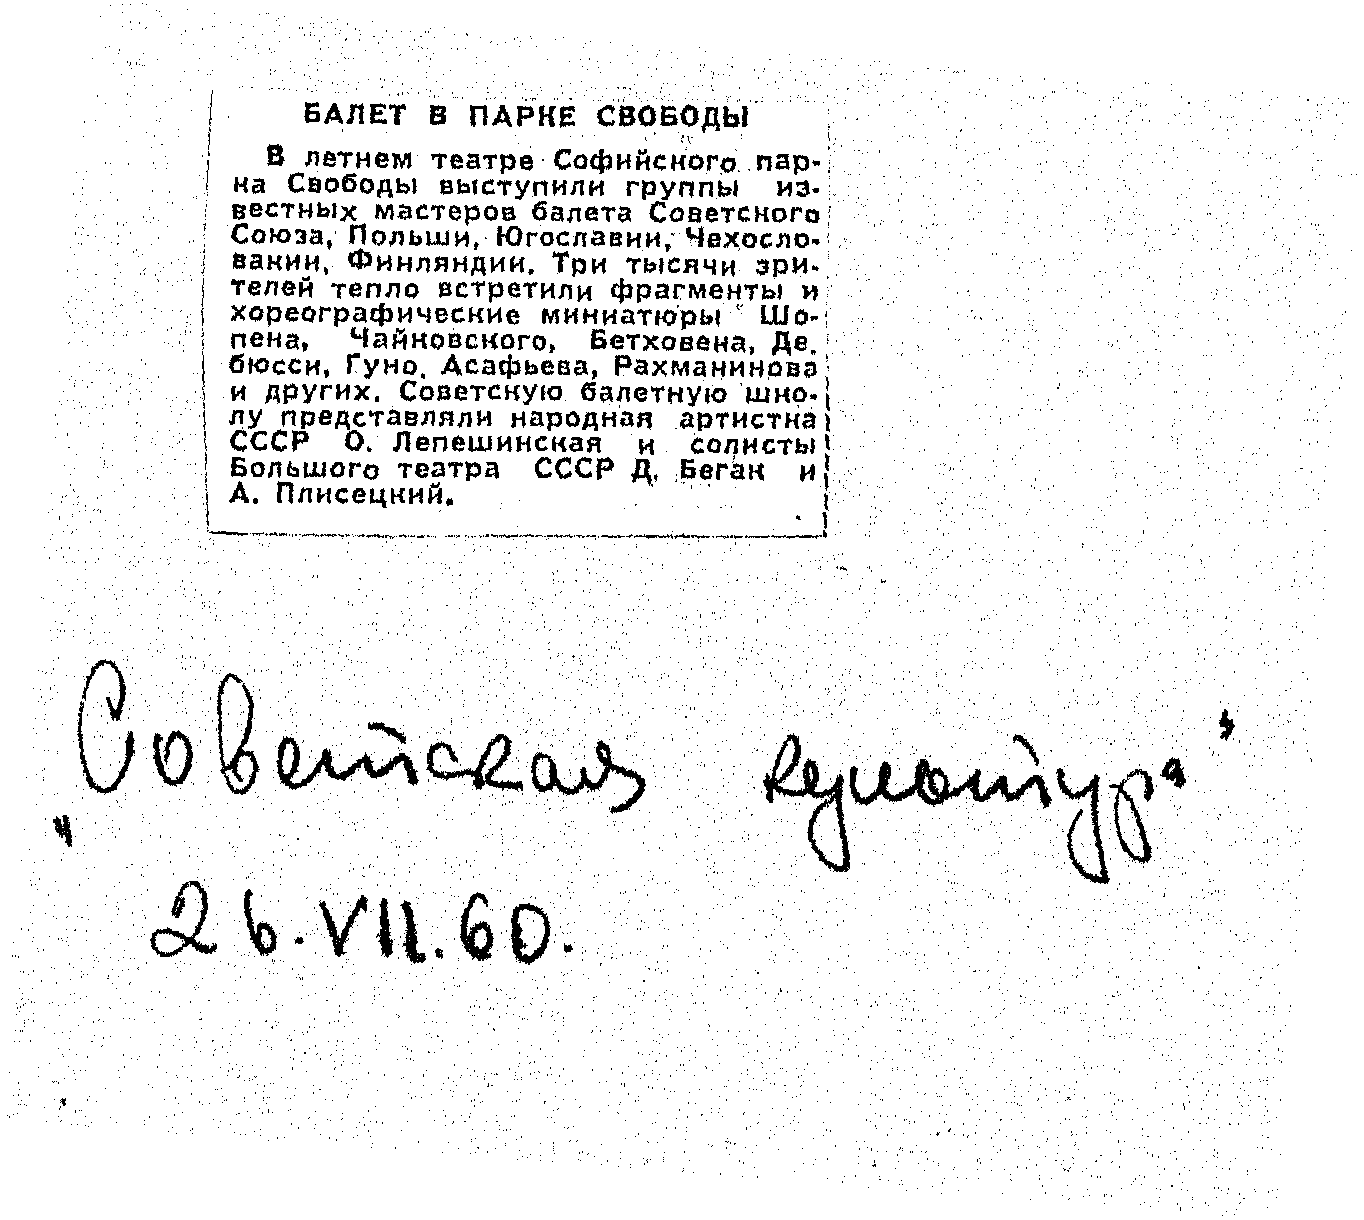 БАЛЕТ В ПАРКЕ СВОБОДЫ
В летнем театре Софийского пар-
ка Свободы выступили группы из-
вестных мастеров балета Советского
Союза, Польши, Югославии, Чехосло-
вакии, Финляндии. Три тысячи зри-
телей тепло встретили фрагменты и
хореографические миниатюры Шо-
пена, Чайковского, Бетховена, Де-
бюсси, Гуно, Асафьева, Рахманинова
и других. Советскую балетную шко-
лу представляли народная артистка
СССР О. Лепешинская и солисты
Большого театра СССР Д. Бегак и
А. Плисецкий.
"Советская культура"
26.VII.60.